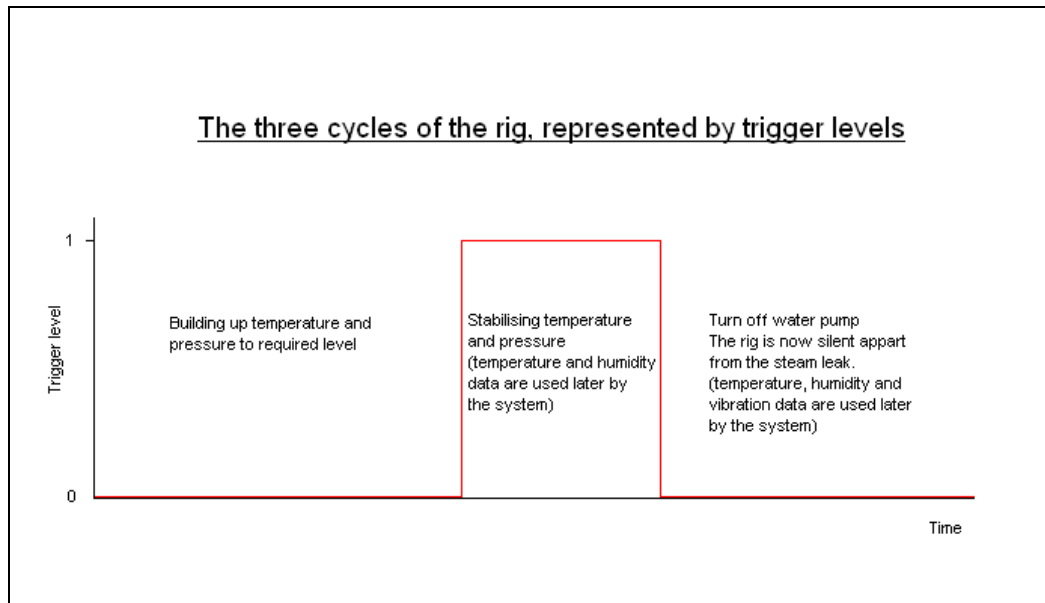 The three cycles of the rig, represented by trigger levels
1
Trigger level
Building up temperature and
pressure to required level
Stabilising temperature
and pressure
(temperature and humidity
data are used later by
the system)
Turn off water pump
The rig is now silent appart
from the steam leak.
(temperature, humidity and
vibration data are used later
by the system)
0
Time